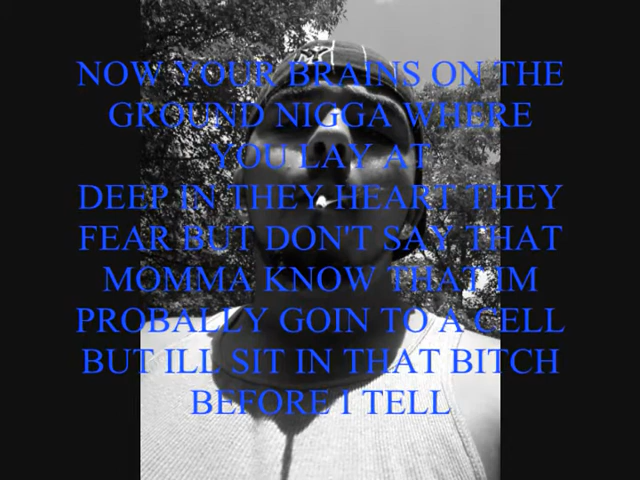 NOW YOUR BRAINS ON THE
GROUND NIGGA WHERE
YOU LAY AT
DEEP IN THEY HEART THEY
FEAR BUT DON'T SAY THAT
MOMMA KNOW THAT IM
PROBALLY GOIN TO A CELL
BUT ILL SIT IN THAT BITCH
BEFORE I TELL